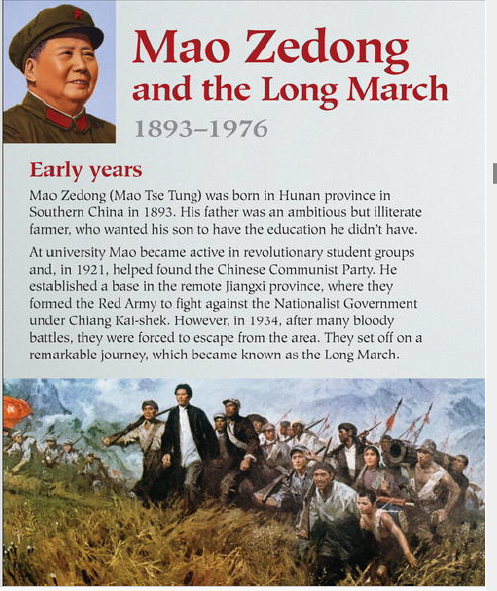 Mao Zedong
and the Long March
1893–1976
Early years
Mao Zedong (Mao Tse Tung) was born in Hunan province in
Southern China in 1893. His father was an ambitious but illiterate
farmer, who wanted his son to have the education he didn't have.
At university Mao became active in revolutionary student groups
and, in 1921, helped found the Chinese Communist Party. He
established a base in the remote Jiangxi province, where they
formed the Red Army to fight against the Nationalist Government
under Chiang Kai-shek. However, in 1934, after many bloody
battles, they were forced to escape from the area. They set off on a
remarkable journey, which became known as the Long March.